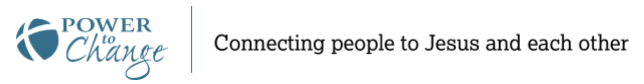 POWER
to
Change
Connecting people to Jesus and each other